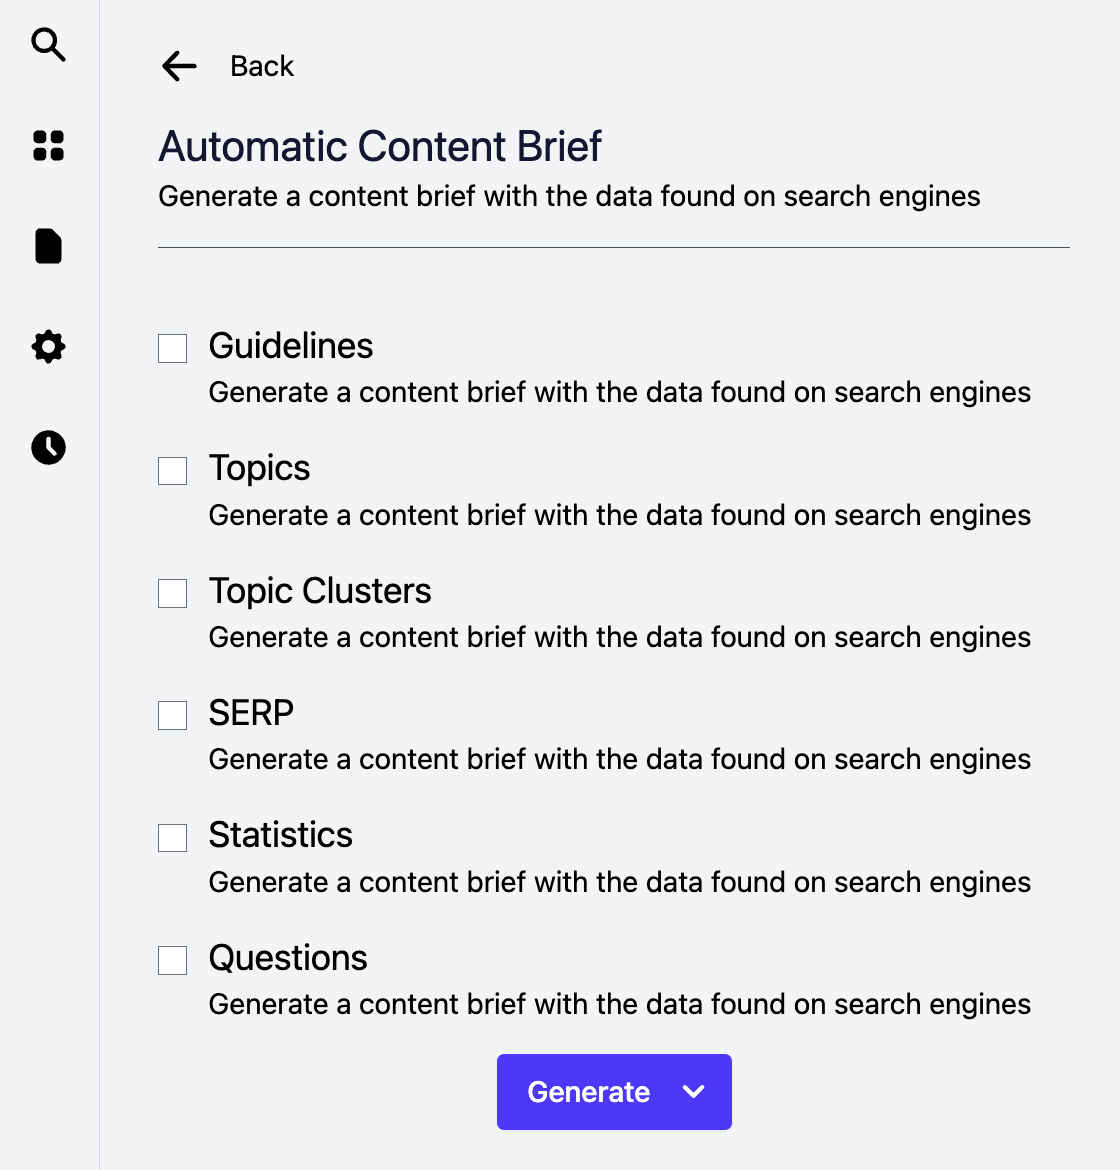 Back
Automatic Content Brief
Generate a content brief with the data found on search engines
Guidelines
Generate a content brief with the data found on search engines
Topics
Generate a content brief with the data found on search engines
Topic Clusters
Generate a content brief with the data found on search engines
SERP
Generate a content brief with the data found on search engines
Statistics
Generate a content brief with the data found on search engines
Questions
Generate a content brief with the data found on search engines
Generate